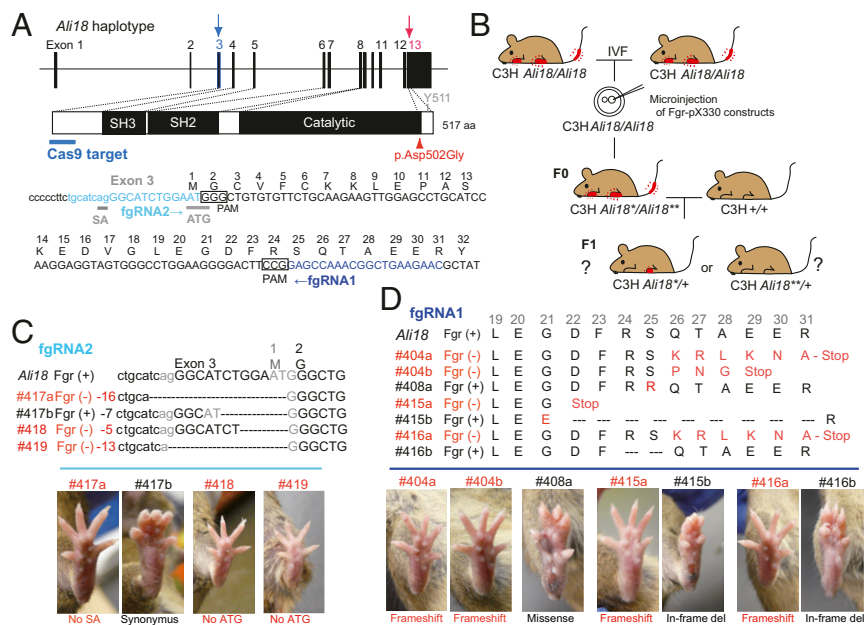 A
Ali18 haplotype
Exon 1 2 3 4 5 6 7 8 11 12 13
Y511
SH3 SH2 Catalytic 517 aa
Cas9 target
p.Asp502Gly
Exon 3
1 2 3 4 5 6 7 8 9 10 11 12 13
M G C V F C K K L E P A S
cccccttctgcatcagGGCATCTGGAATGGGCTGTGTGTTCTGCAAGAAGTTGGAGCCTGCATCC
SA
fgRNA2→
ATG
PAM
14 15 16 17 18 19 20 21 22 23 24 25 26 27 28 29 30 31 32
K E D V G L E G D F R S Q T A E E R Y
AAGGAGGTAGTGGGCCTGGAAGGGGACTTCCGGAGCCAAACGGCTGAAGAACGCTAT
PAM
←fgRNA1
B
IVF
C3H Ali18/Ali18
C3H Ali18/Ali18
Microinjection
of Fgr-pX330 constructs
C3H Ali18/Ali18
F0
C3H Ali18*/Ali18**
C3H +/+
F1
? ?
C3H Ali18*/+ or C3H Ali18**/+
C
fgRNA2
1
2
Exon 3 M G
Ali18 Fgr (+) ctgcatcagGGCATCTGGAATGGGCTG
#417a Fgr (-) -16 ctgca----------------GGGCTG
#417b Fgr (+) -7 ctgcatcagGGCAT-------GGGCTG
#418 Fgr (-) -5 ctgcatcagGGCATCT-----GGGCTG
#419 Fgr (-) -13 ctgcatca-------------GGGCTG
#417a #417b #418 #419
No SA Synonymus No ATG No ATG
D
fgRNA1
19 20 21 22 23 24 25 26 27 28 29 30 31
Ali18 Fgr (+) L E G D F R S Q T A E E R
#404a Fgr (-) L E G D F R S K R L K N A - Stop
#404b Fgr (-) L E G D F R S P N G Stop
#408a Fgr (+) L E G D F R R Q T A E E R
#415a Fgr (-) L E G Stop
#415b Fgr (+) L E E --- --- --- --- --- --- --- --- --- R
#416a Fgr (-) L E G D F R S K R L K N A - Stop
#416b Fgr (+) L E G D F --- --- Q T A E E R
#404a #404b #408a #415a #415b #416a #416b
Frameshift Frameshift Missense Frameshift In-frame del Frameshift In-frame del